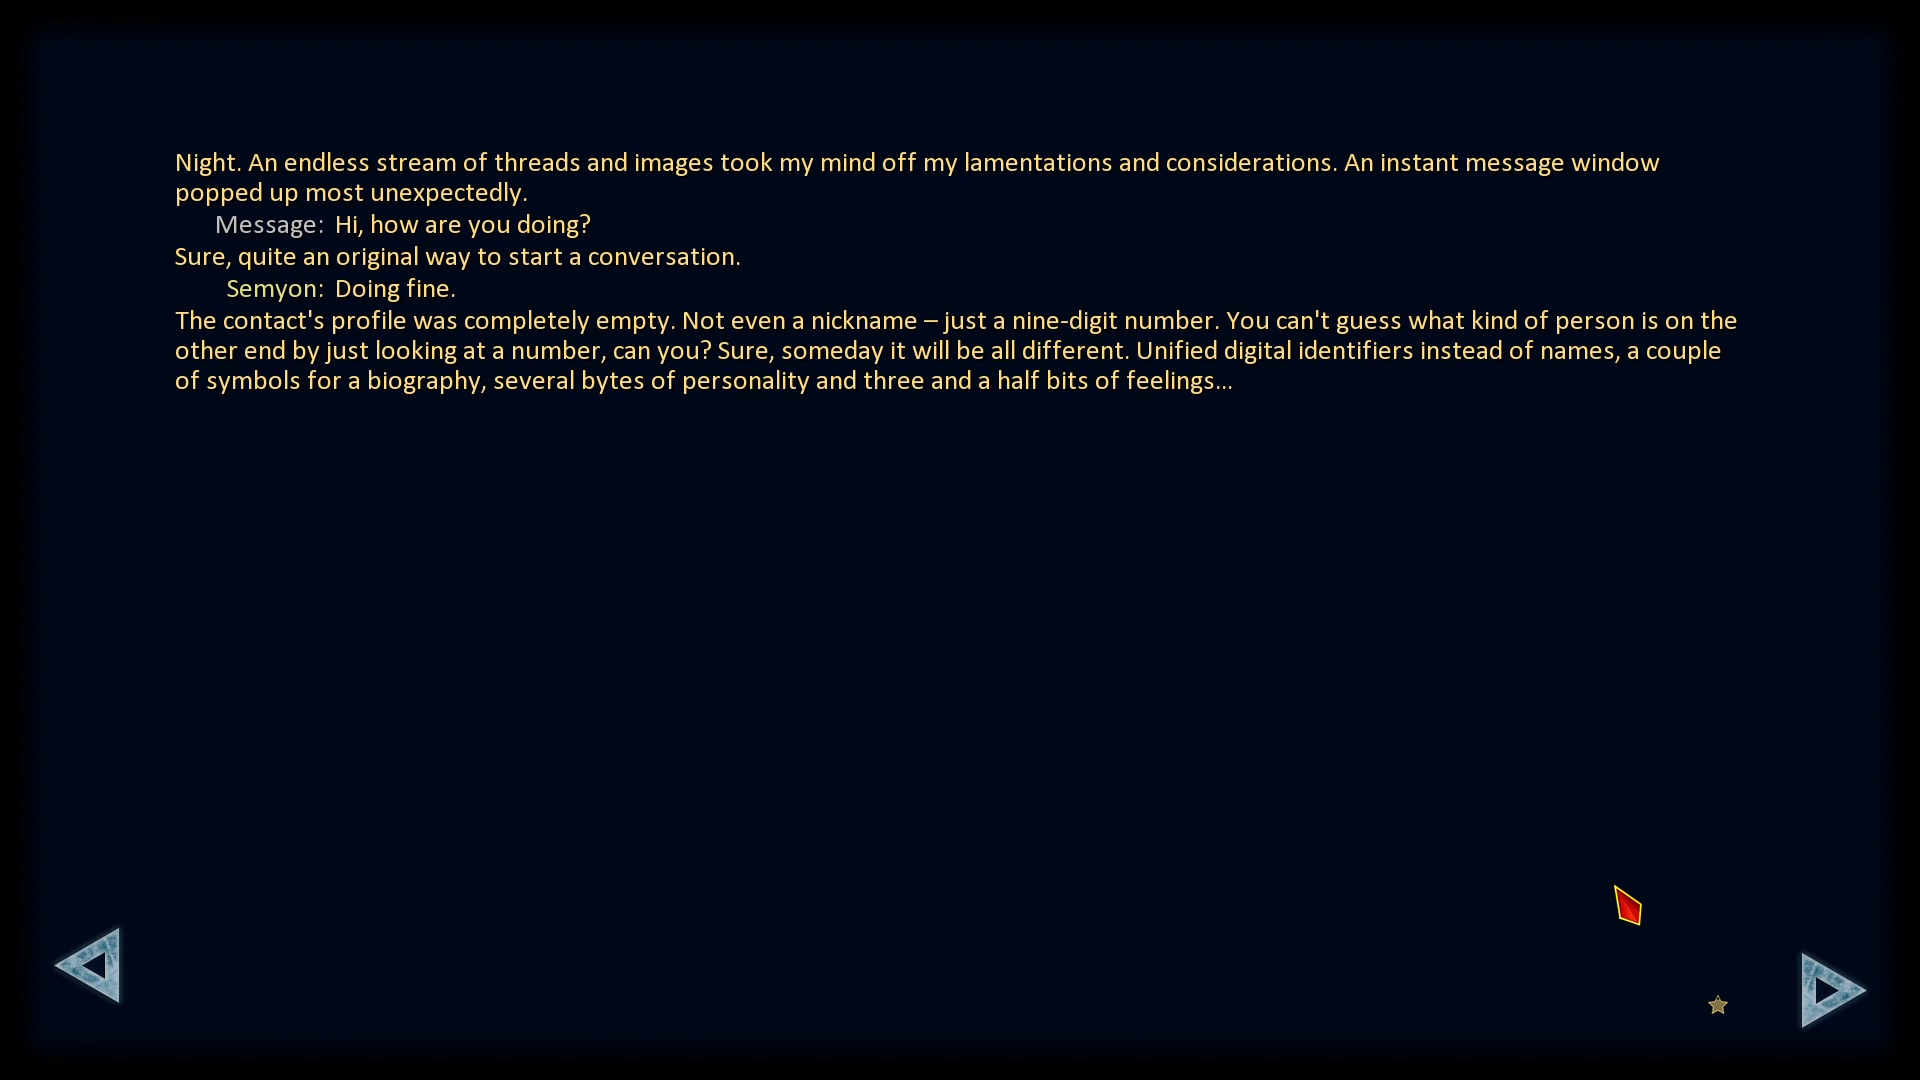 Night. An endless stream of threads and images took my mind off my lamentations and considerations. An instant message window
popped up most unexpectedly.
Message: Hi, how are you doing?
Sure, quite an original way to start a conversation.
Semyon: Doing fine.
The contact's profile was completely empty. Not even a nickname – just a nine-digit number. You can't guess what kind of person is on the
other end by just looking at a number, can you? Sure, someday it will be all different. Unified digital identifiers instead of names, a couple
of symbols for a biography, several bytes of personality and three and a half bits of feelings...